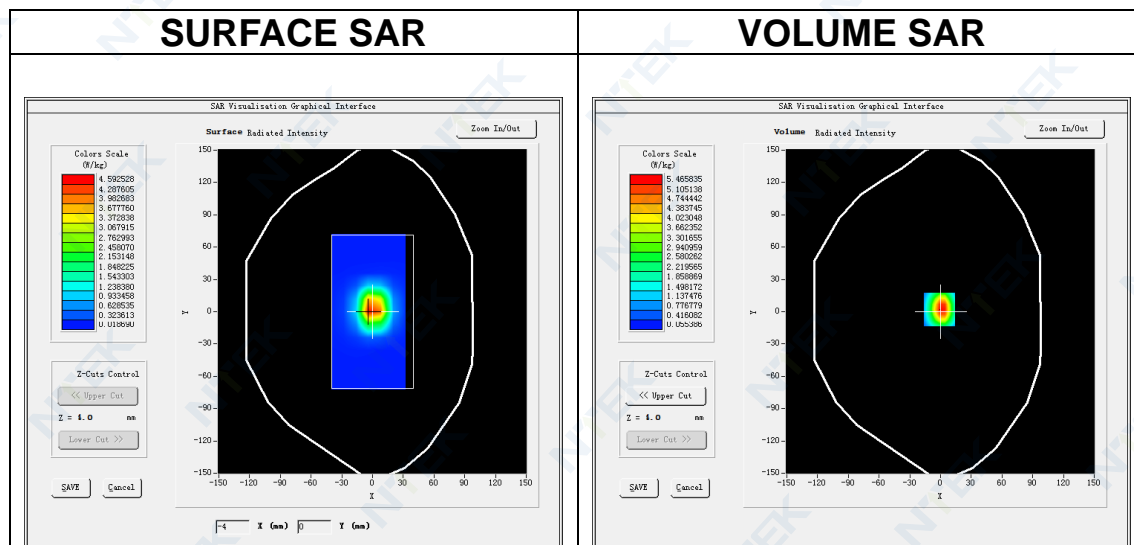 SURFACE SAR
VOLUME SAR
SAR Visualisation Graphical Interface
Surface Radiated Intensity
Zoom In/Out
Colors Scale
(W/kg)
4.592528
4.287605
3.982683
3.677760
3.372838
3.067915
2.762993
2.458070
2.153148
1.848225
1.543303
1.238380
0.933458
0.628535
0.323613
0.018690
150
120
90
60
30
0
-30
-60
-90
-120
-150
Y
-150 -120 -90 -60 -30 0 30 60 90 120 150
X
Z-Cuts Control
<< Upper Cut
Z = 4.0 mm
Lower Cut >>
SAVE Cancel
-4 X (mm) 0 Y (mm)
SAR Visualisation Graphical Interface
Volume Radiated Intensity
Zoom In/Out
Colors Scale
(W/kg)
5.465835
5.105138
4.744442
4.383745
4.023048
3.662352
3.301655
2.940959
2.580262
2.219565
1.858869
1.498172
1.137476
0.776779
0.416082
0.055386
150
120
90
60
30
0
-30
-60
-90
-120
-150
Y
-150 -120 -90 -60 -30 0 30 60 90 120 150
X
Z-Cuts Control
<< Upper Cut
Z = 4.0 mm
Lower Cut >>
SAVE Cancel
NTEK